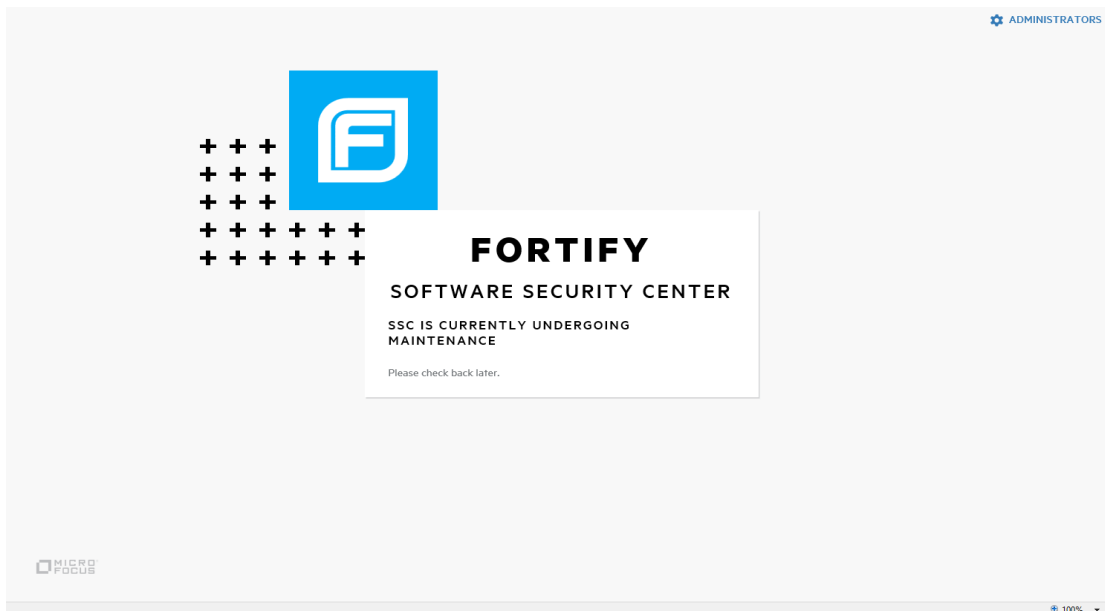 ADMINISTRATORS
FORTIFY
SOFTWARE SECURITY CENTER
SSC IS CURRENTLY UNDERGOING
MAINTENANCE
Please check back later.
MICRO
FOCUS
100%